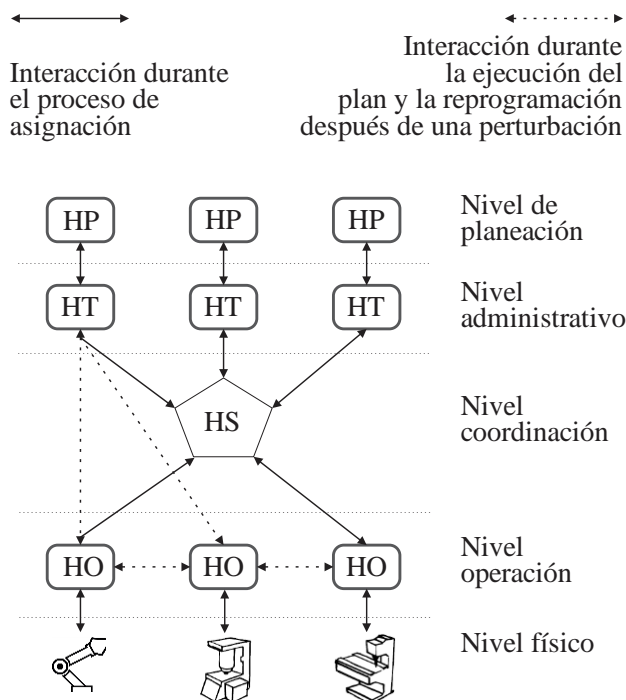 Interacción durante
el proceso de
asignación
Interacción durante
la ejecución del
plan y la reprogramación
después de una perturbación
HP HP HP
Nivel de
planeación
HT HT HT
Nivel
administrativo
HS
Nivel
coordinación
HO HO HO
Nivel
operación
Nivel físico